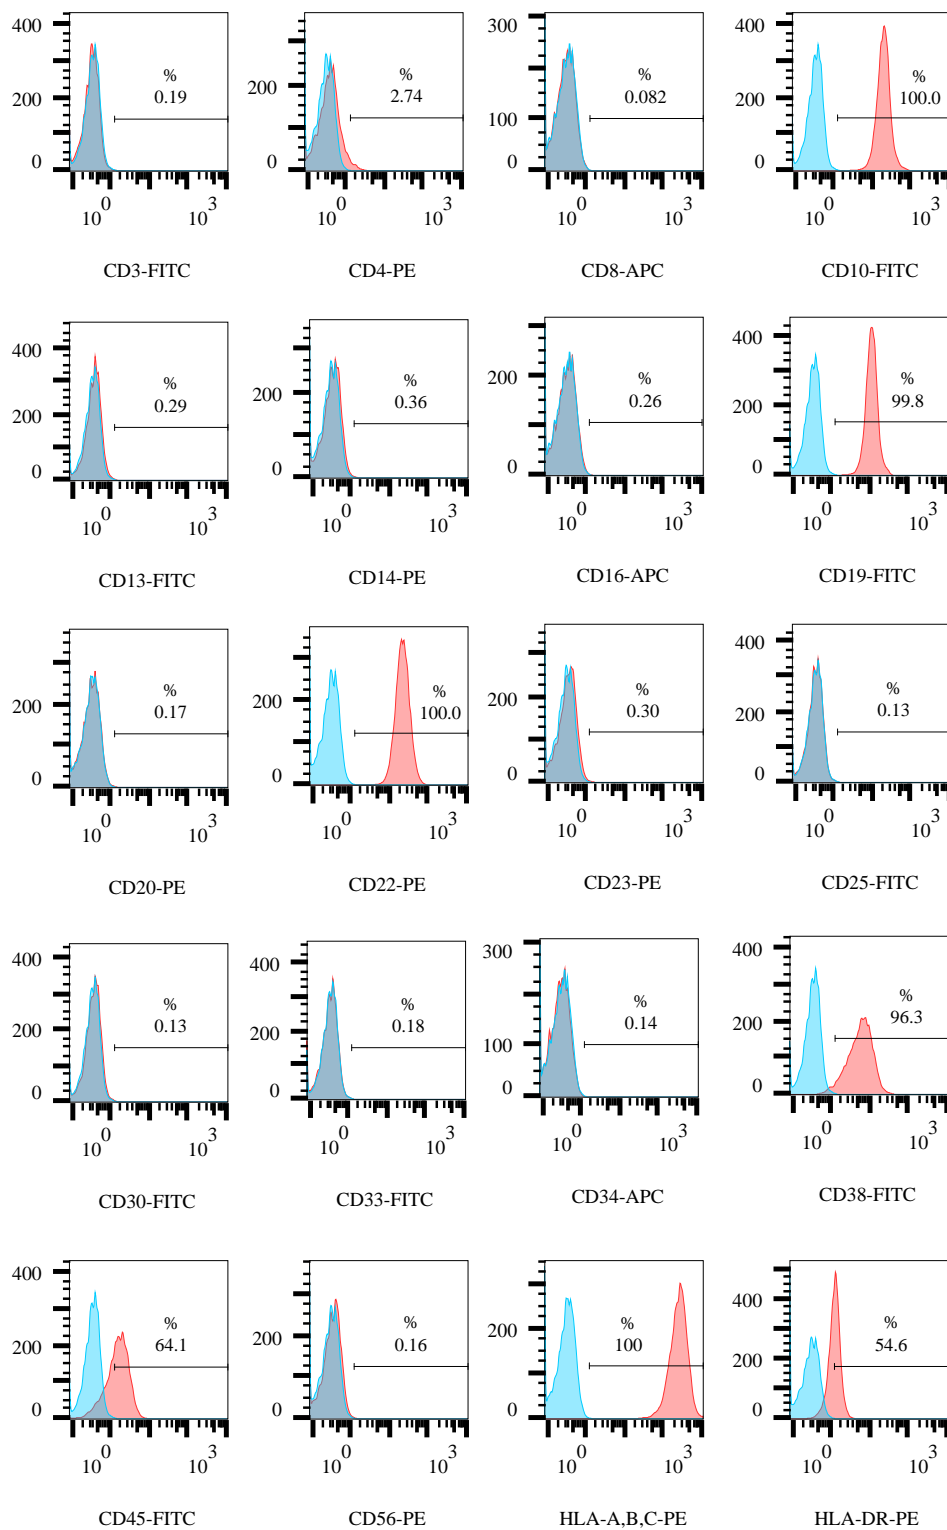 400 200 0 % 0.19 10 0 10 3 CD3-FITC
200 0 % 2.74 10 0 10 3 CD4-PE
300 100 0 % 0.082 10 0 10 3 CD8-APC
400 200 0 % 100.0 10 0 10 3 CD10-FITC
400 200 0 % 0.29 10 0 10 3 CD13-FITC
200 0 % 0.36 10 0 10 3 CD14-PE
200 0 % 0.26 10 0 10 3 CD16-APC
400 200 0 % 99.8 10 0 10 3 CD19-FITC
200 0 % 0.17 10 0 10 3 CD20-PE
200 0 % 100.0 10 0 10 3 CD22-PE
200 0 % 0.30 10 0 10 3 CD23-PE
400 200 0 % 0.13 10 0 10 3 CD25-FITC
400 200 0 % 0.13 10 0 10 3 CD30-FITC
400 200 0 % 0.18 10 0 10 3 CD33-FITC
300 100 0 % 0.14 10 0 10 3 CD34-APC
400 200 0 % 96.3 10 0 10 3 CD38-FITC
400 200 0 % 64.1 10 0 10 3 CD45-FITC
200 0 % 0.16 10 0 10 3 CD56-PE
200 0 % 100 10 0 10 3 HLA-A,B,C-PE
400 200 0 % 54.6 10 0 10 3 HLA-DR-PE